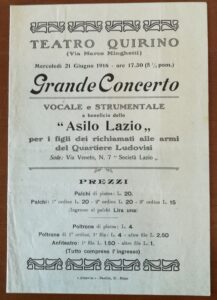 TEATRO QUIRINO
(Via Marco Minghetti)
Mercoledì 21 Giugno 1918 - ore 17.30 (5 ½ pom.)
Grande Concerto
VOCALE e STRUMENTALE
a beneficio dello
"Asilo Lazio"
per i figli dei richiamati alle armi
del Quartiere Ludovisi
Sede: Via Veneto, N. 7 "Società Lazio"
PREZZI
Palchi di platea: L. 20
Palchi: 1° ordine L. 20 - 2° ordine L. 20 - 3° ordine L. 15
(Ingresso ai palchi Lira una)
Poltrone di platea: L. 4
Poltrone di 1° ordine, 1ª fila: L. 4 - altre file L. 2.50
Anfiteatro: 1ª fila L. 1.50 - altre file L. 1.
(Tutto compreso l'ingresso)